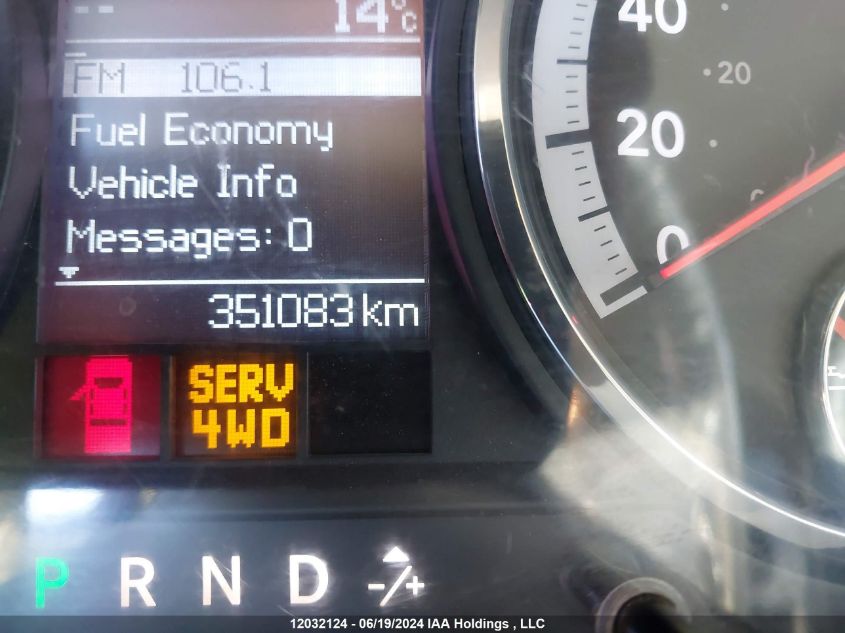 -- 14°C
FM 106.1
Fuel Economy
Vehicle Info
Messages: 0
351083 km
SERV
4WD
P R N D -/+
40
20
20
0
12032124 - 06/19/2024 IAA Holdings , LLC